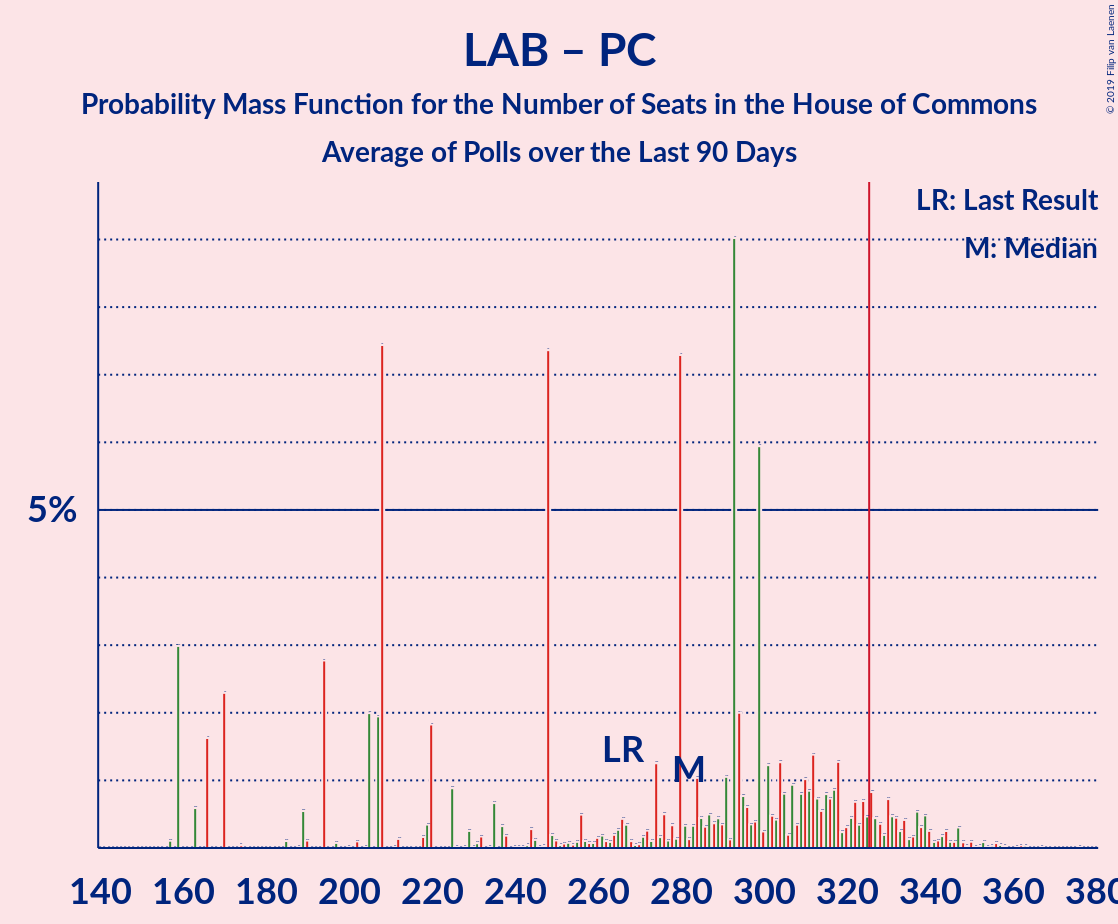 LAB – PC
Probability Mass Function for the Number of Seats in the House of Commons
Average of Polls over the Last 90 Days
© 2019 Filip van Laenen
LR: Last Result
M: Median
5%
LR
M
140 160 180 200 220 240 260 280 300 320 340 360 380